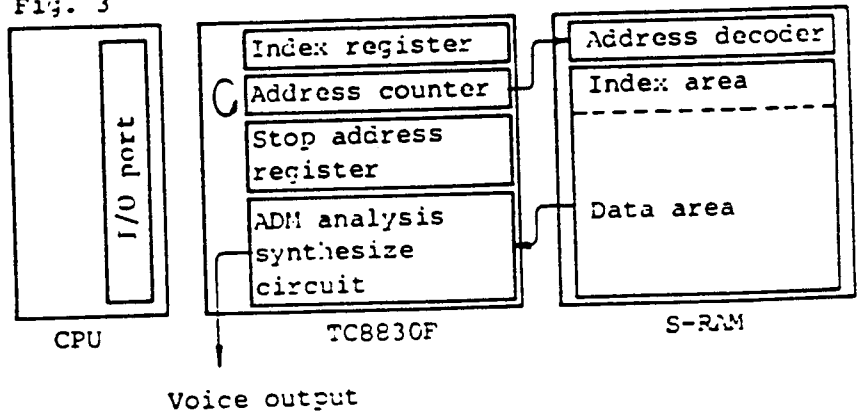 Fig. 3
I/O port
CPU
Index register
Address counter
Stop address
register
ADM analysis
synthesize
circuit
TC8830F
Voice output
Address decoder
Index area
Data area
S-RAM